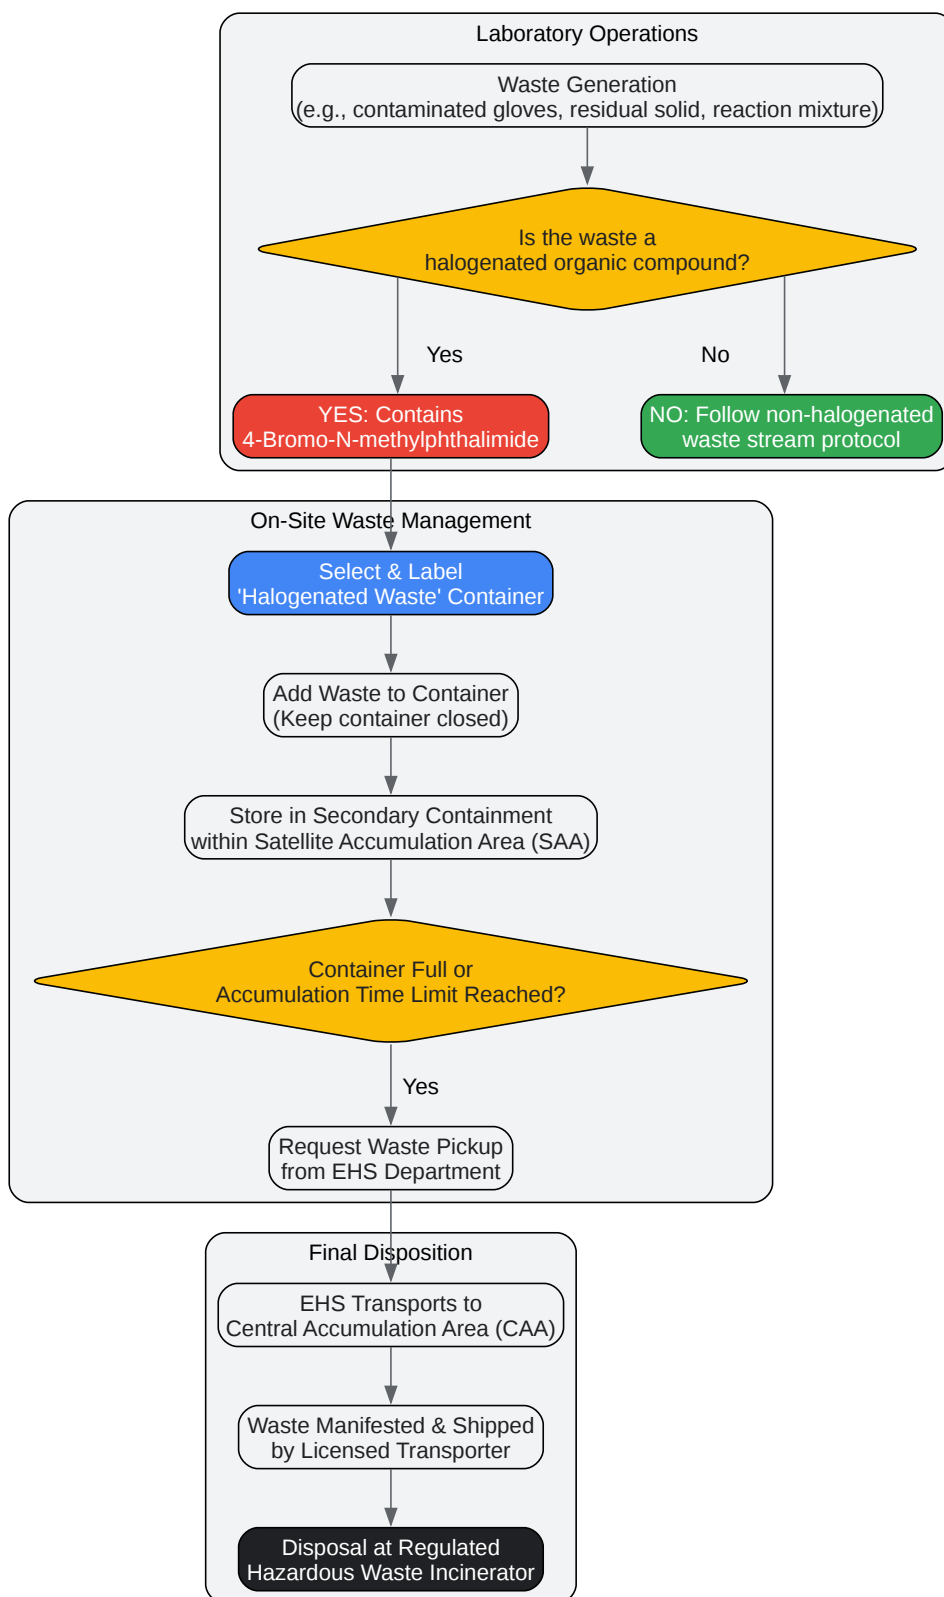 Laboratory Operations
Waste Generation
(e.g., contaminated gloves, residual solid, reaction mixture)
Is the waste a
halogenated organic compound?
Yes
No
YES: Contains
4-Bromo-N-methylphthalimide
NO: Follow non-halogenated
waste stream protocol
On-Site Waste Management
Select & Label
'Halogenated Waste' Container
Add Waste to Container
(Keep container closed)
Store in Secondary Containment
within Satellite Accumulation Area (SAA)
Container Full or
Accumulation Time Limit Reached?
Yes
Request Waste Pickup
from EHS Department
Final Disposition
EHS Transports to
Central Accumulation Area (CAA)
Waste Manifested & Shipped
by Licensed Transporter
Disposal at Regulated
Hazardous Waste Incinerator